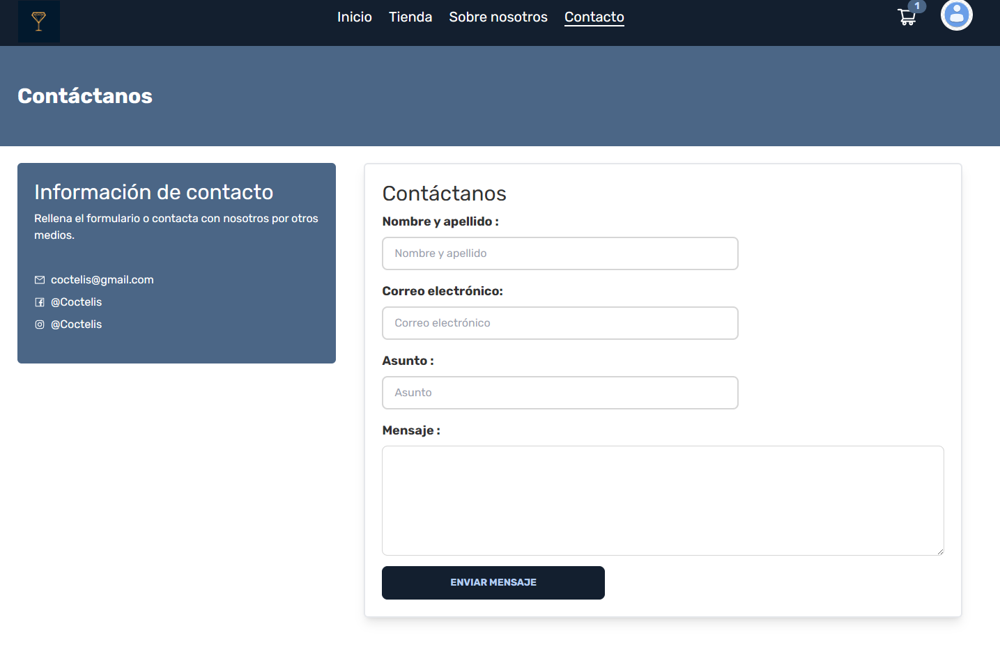 Inicio Tienda Sobre nosotros Contacto 1
Contáctanos
Información de contacto
Rellena el formulario o contacta con nosotros por otros
medios.
coctelis@gmail.com
@Coctelis
@Coctelis
Contáctanos
Nombre y apellido :
Nombre y apellido
Correo electrónico:
Correo electrónico
Asunto :
Asunto
Mensaje :
ENVIAR MENSAJE